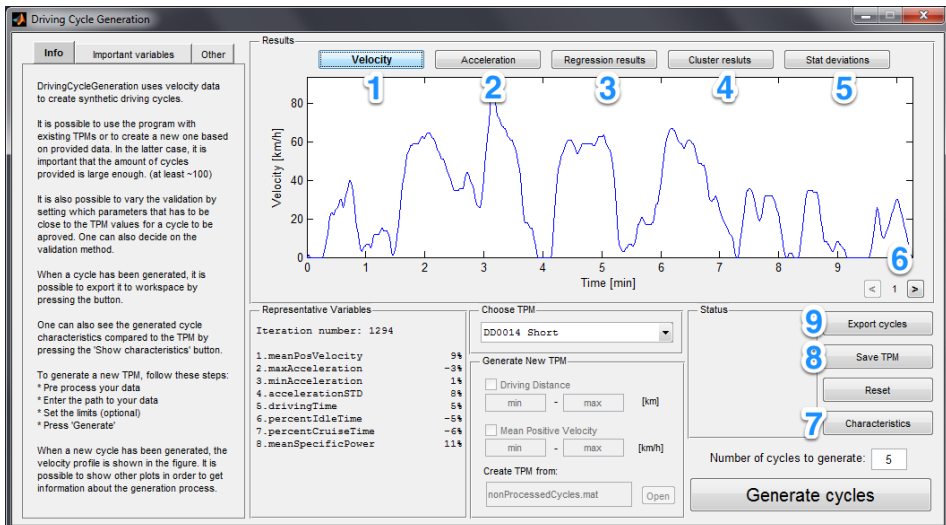 Driving Cycle Generation
Info
Important variables
Other
DrivingCycleGeneration uses velocity data
to create synthetic driving cycles.
It is possible to use the program with
existing TPMs or to create a new one based
on provided data. In the latter case, it is
important that the amount of cycles
provided is large enough. (at least ~100)
It is also possible to vary the validation by
setting which parameters that has to be
close to the TPM values for a cycle to be
aproved. One can also decide on the
validation method.
When a cycle has been generated, it is
possible to export it to workspace by
pressing the button.
One can also see the generated cycle
characteristics compared to the TPM by
pressing the 'Show characteristics' button.
To generate a new TPM, follow these steps:
* Pre process your data
* Enter the path to your data
* Set the limits (optional)
* Press 'Generate'
When a new cycle has been generated, the
velocity profile is shown in the figure. It is
possible to show other plots in order to get
information about the generation process.
Results
Velocity
Acceleration
Regression results
Cluster resluts
Stat deviations
1 2 3 4 5
Velocity [km/h]
80
60
40
20
0
0 1 2 3 4 5 6 7 8 9
Time [min]
6
< 1 >
Representative Variables
Iteration number: 1294
1.meanPosVelocity 9%
2.maxAcceleration -3%
3.minAcceleration 1%
4.accelerationSTD 8%
5.drivingTime 5%
6.percentIdleTime -5%
7.percentCruiseTime -6%
8.meanSpecificPower 11%
Choose TPM
DD0014 Short
Generate New TPM
Driving Distance
min - max [km]
Mean Positive Velocity
min - max [km/h]
Create TPM from:
nonProcessedCycles.mat Open
Status
9 Export cycles
8 Save TPM
Reset
7 Characteristics
Number of cycles to generate: 5
Generate cycles